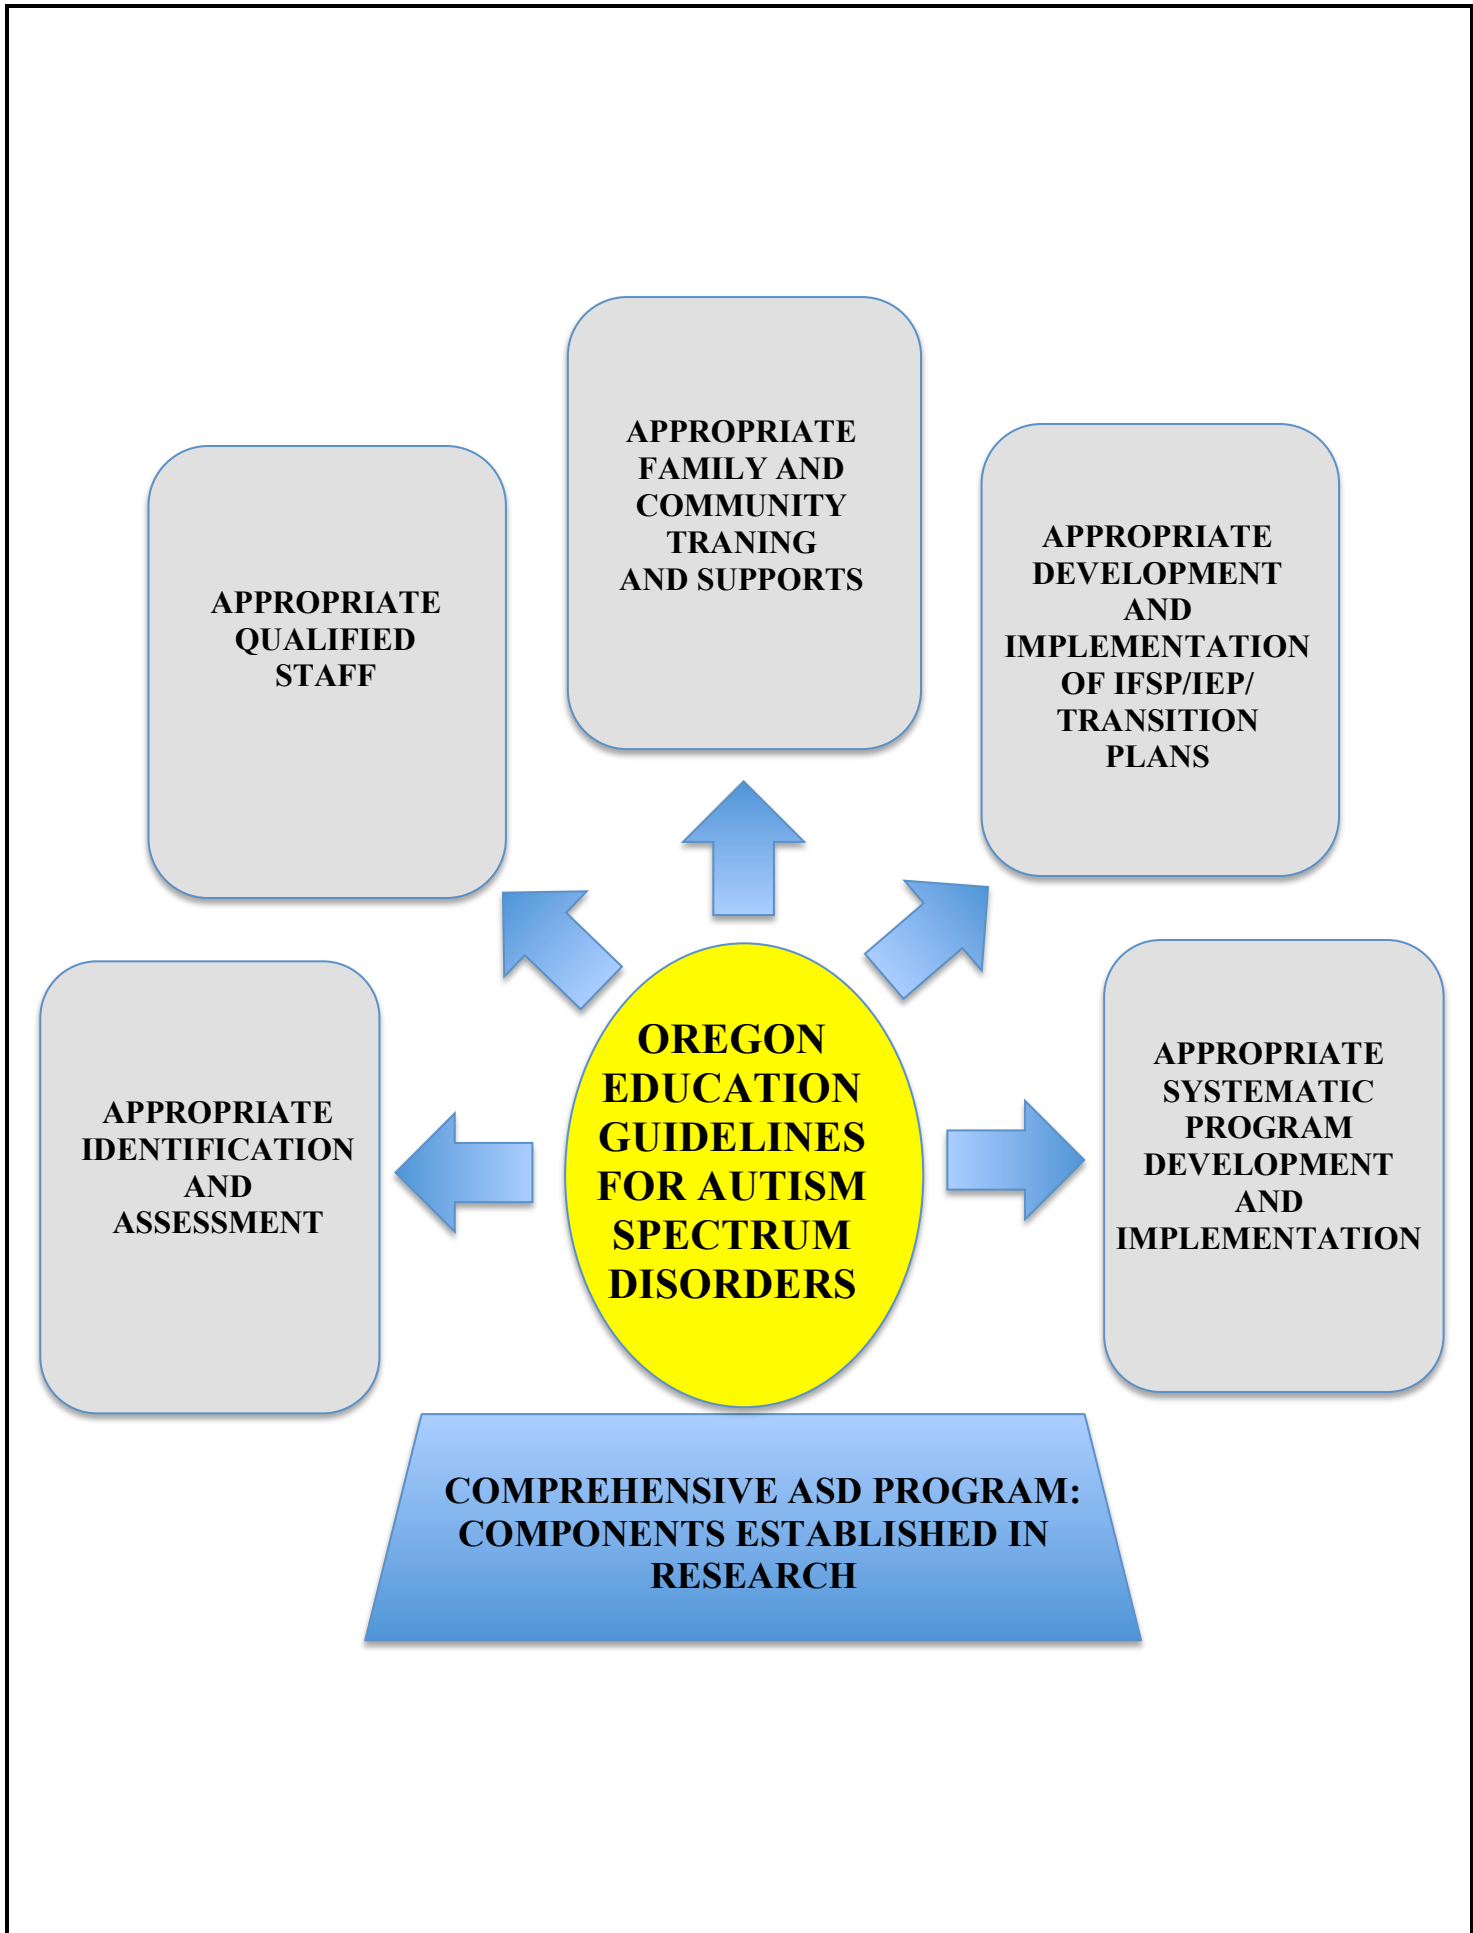 APPROPRIATE
FAMILY AND
COMMUNITY
TRANING
AND SUPPORTS
APPROPRIATE
QUALIFIED
STAFF
APPROPRIATE
DEVELOPMENT
AND
IMPLEMENTATION
OF IFSP/IEP/
TRANSITION
PLANS
APPROPRIATE
IDENTIFICATION
AND
ASSESSMENT
OREGON
EDUCATION
GUIDELINES
FOR AUTISM
SPECTRUM
DISORDERS
APPROPRIATE
SYSTEMATIC
PROGRAM
DEVELOPMENT
AND
IMPLEMENTATION
COMPREHENSIVE ASD PROGRAM:
COMPONENTS ESTABLISHED IN
RESEARCH